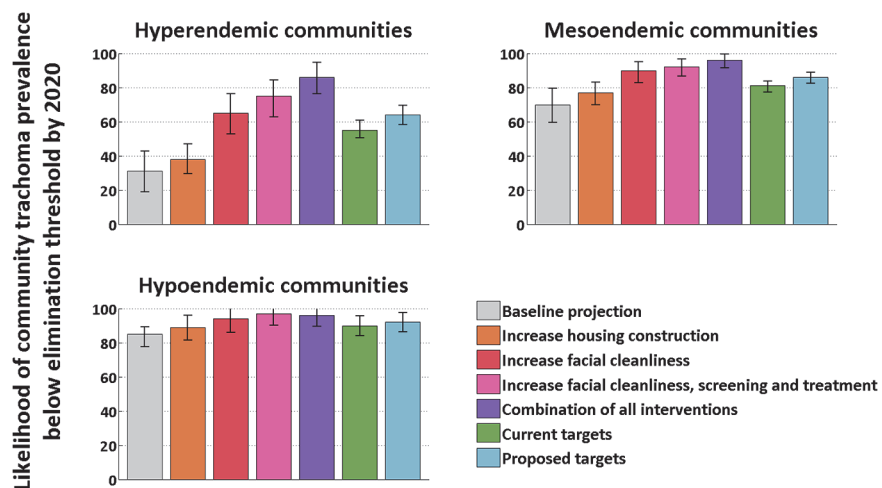 Likelihood of community trachoma prevalence
below elimination threshold by 2020
Hyperendemic communities
100
80
60
40
20
0
Mesoendemic communities
100
80
60
40
20
0
Hypoendemic communities
100
80
60
40
20
0
Baseline projection
Increase housing construction
Increase facial cleanliness
Increase facial cleanliness, screening and treatment
Combination of all interventions
Current targets
Proposed targets